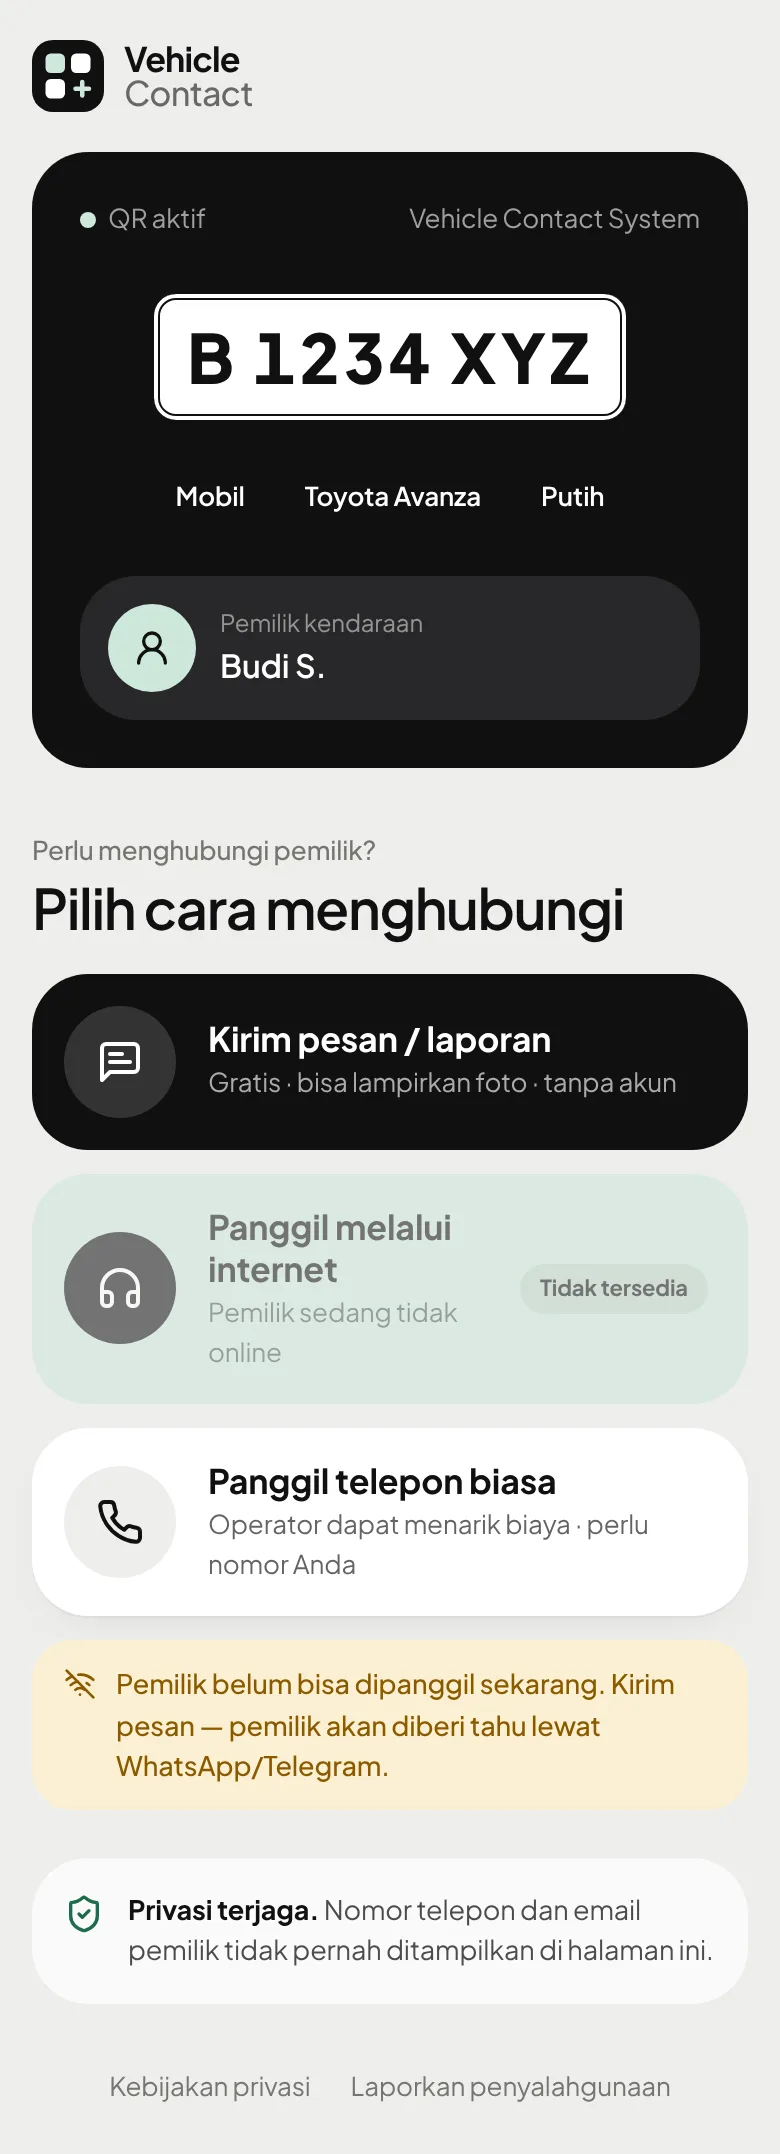 Vehicle
Contact
QR aktif
Vehicle Contact System
B 1234 XYZ
Mobil
Toyota Avanza
Putih
Pemilik kendaraan
Budi S.
Perlu menghubungi pemilik?
Pilih cara menghubungi
Kirim pesan / laporan
Gratis · bisa lampirkan foto · tanpa akun
Panggil melalui
internet
Pemilik sedang tidak
online
Tidak tersedia
Panggil telepon biasa
Operator dapat menarik biaya · perlu
nomor Anda
Pemilik belum bisa dipanggil sekarang. Kirim
pesan — pemilik akan diberi tahu lewat
WhatsApp/Telegram.
Privasi terjaga. Nomor telepon dan email
pemilik tidak pernah ditampilkan di halaman ini.
Kebijakan privasi
Laporkan penyalahgunaan